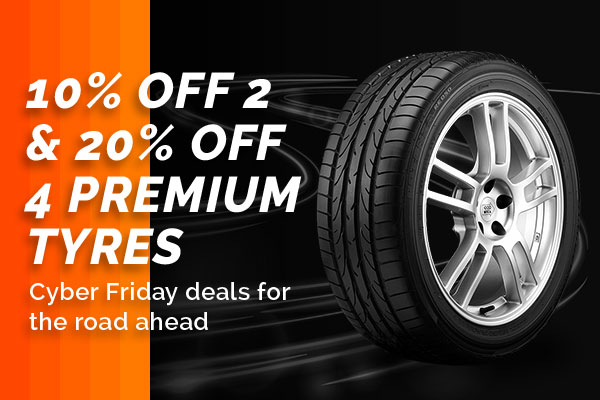 10% OFF 2
& 20% OFF
4 PREMIUM
TYRES
Cyber Friday deals for
the road ahead